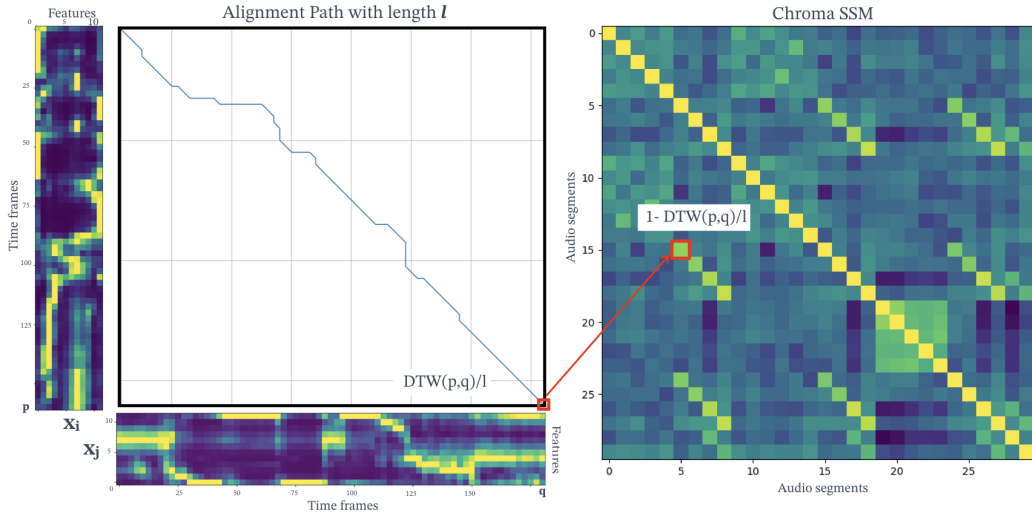 Features
Alignment Path with length l
Chroma SSM
0
5
10
0
25
50
75
100
125
p
Time frames
X i
DTW(p,q)/l
X j
10
5
0
Features
25
50
75
100
125
150
q
Time frames
0
5
10
15
20
25
Audio segments
1- DTW(p,q)/l
0
5
10
15
20
25
Audio segments